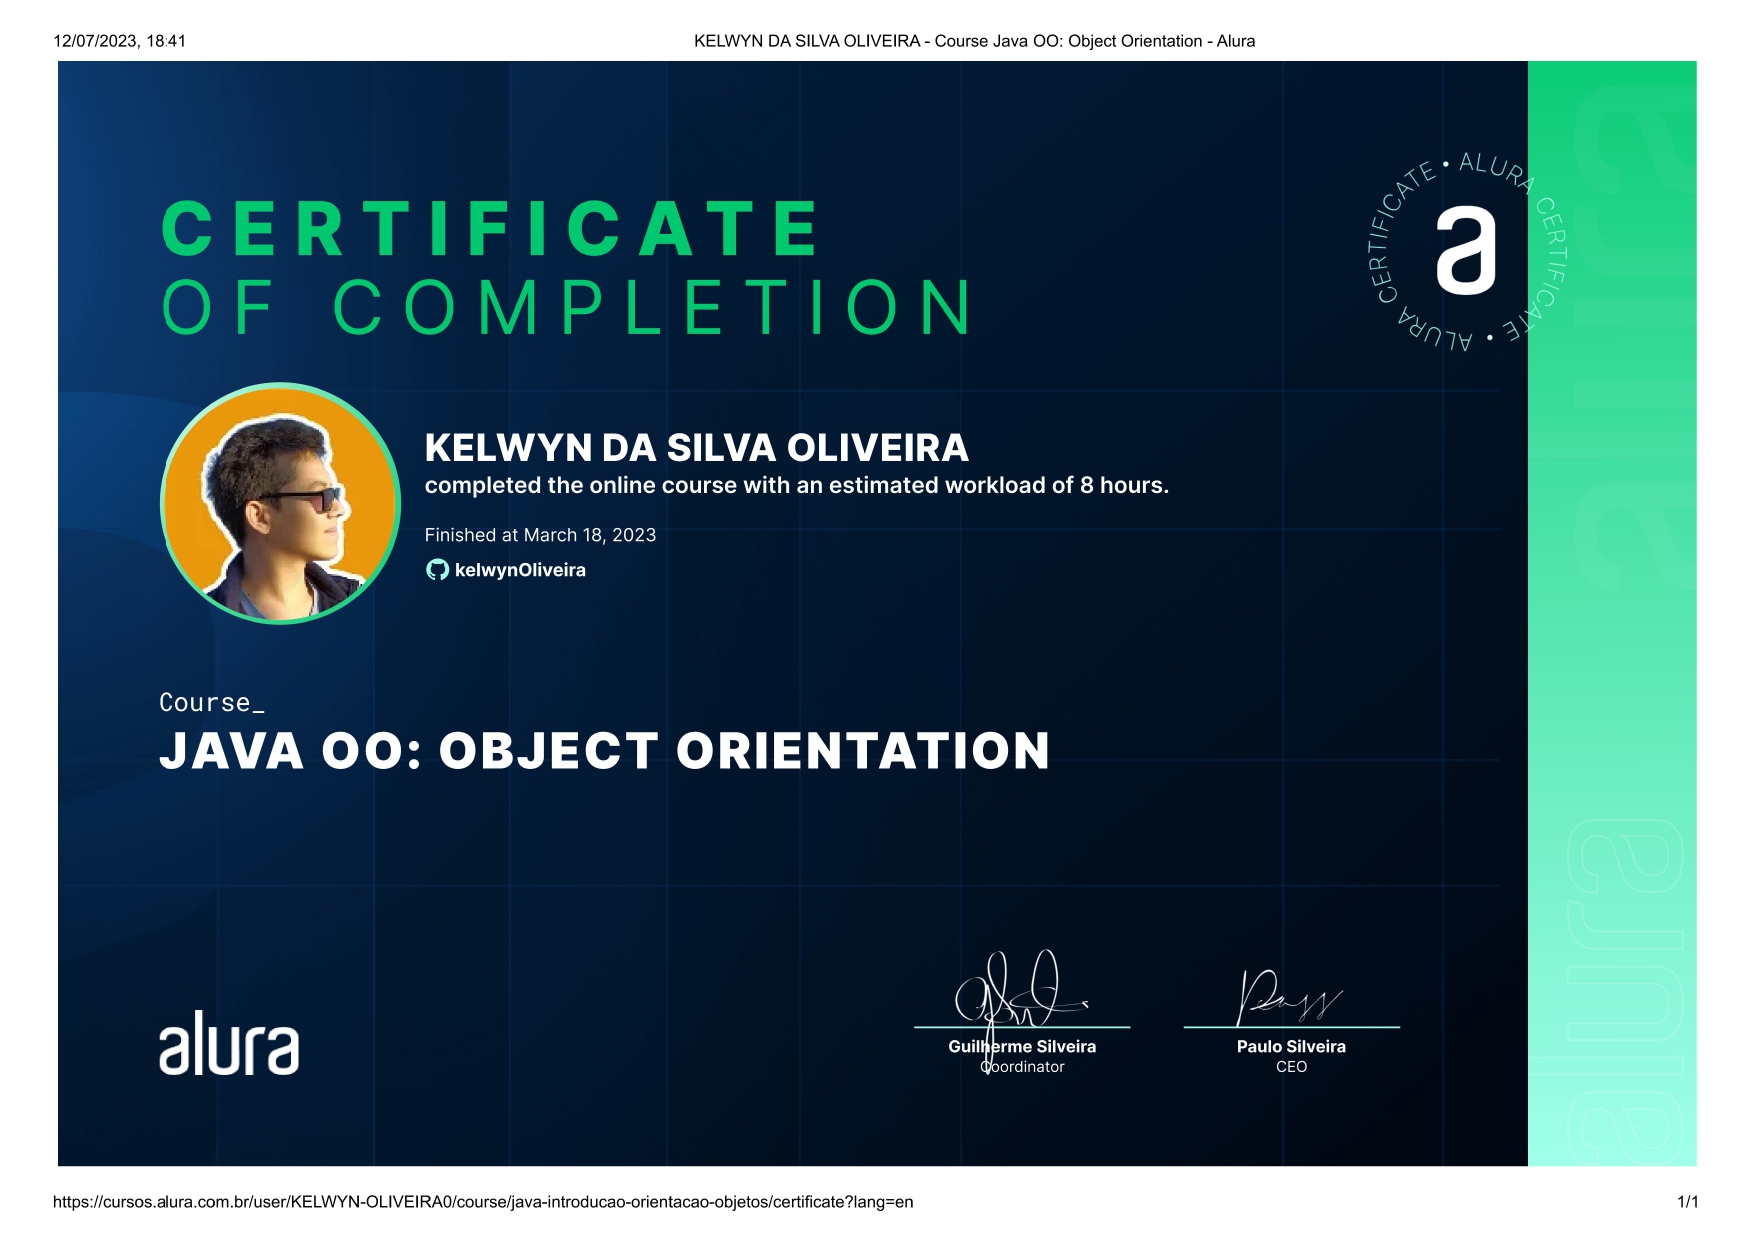 12/07/2023, 18:41
KELWYN DA SILVA OLIVEIRA - Course Java OO: Object Orientation - Alura
ALURA CERTIFICATE • ALURA CERTIFICATE •
a
alura
CERTIFICATE
OF COMPLETION
KELWYN DA SILVA OLIVEIRA
completed the online course with an estimated workload of 8 hours.
Finished at March 18, 2023
kelwynOliveira
Course_
JAVA OO: OBJECT ORIENTATION
alura
alura
Guilherme Silveira
Coordinator
Paulo Silveira
CEO
https://cursos.alura.com.br/user/KELWYN-OLIVEIRA0/course/java-introducao-orientacao-objetos/certificate?lang=en
1/1